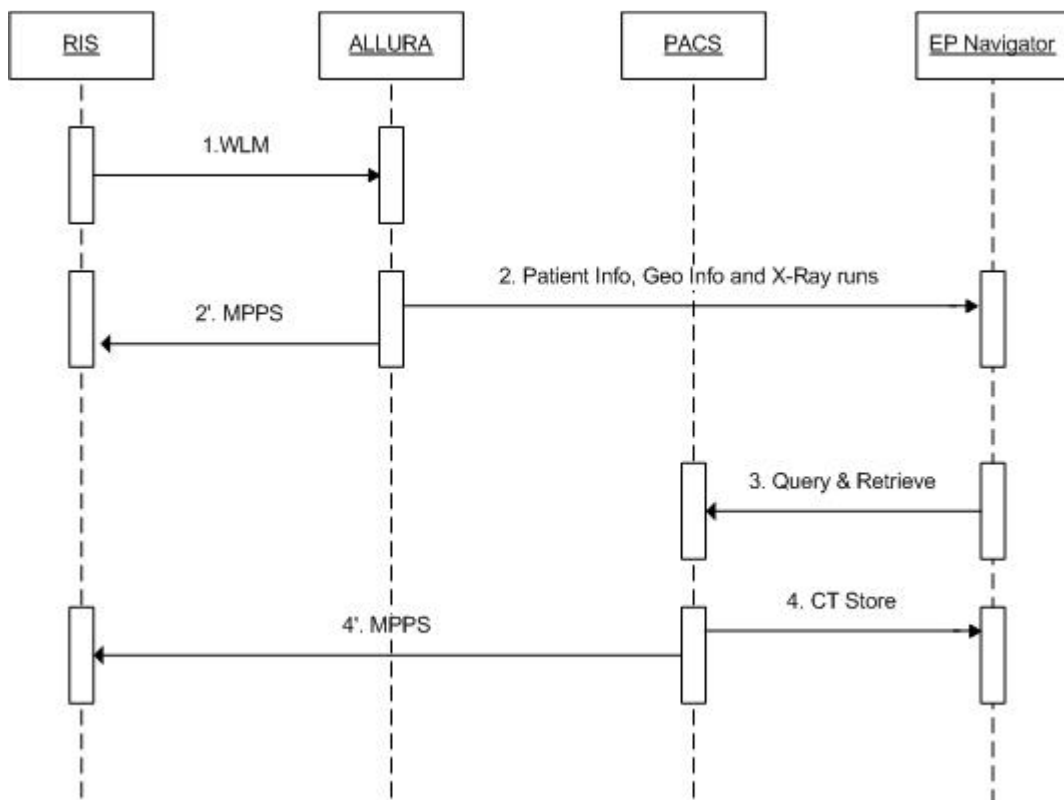 RIS
ALLURA
PACS
EP Navigator
1.WLM
2. Patient Info, Geo Info and X-Ray runs
2'. MPPS
3. Query & Retrieve
4. CT Store
4'. MPPS